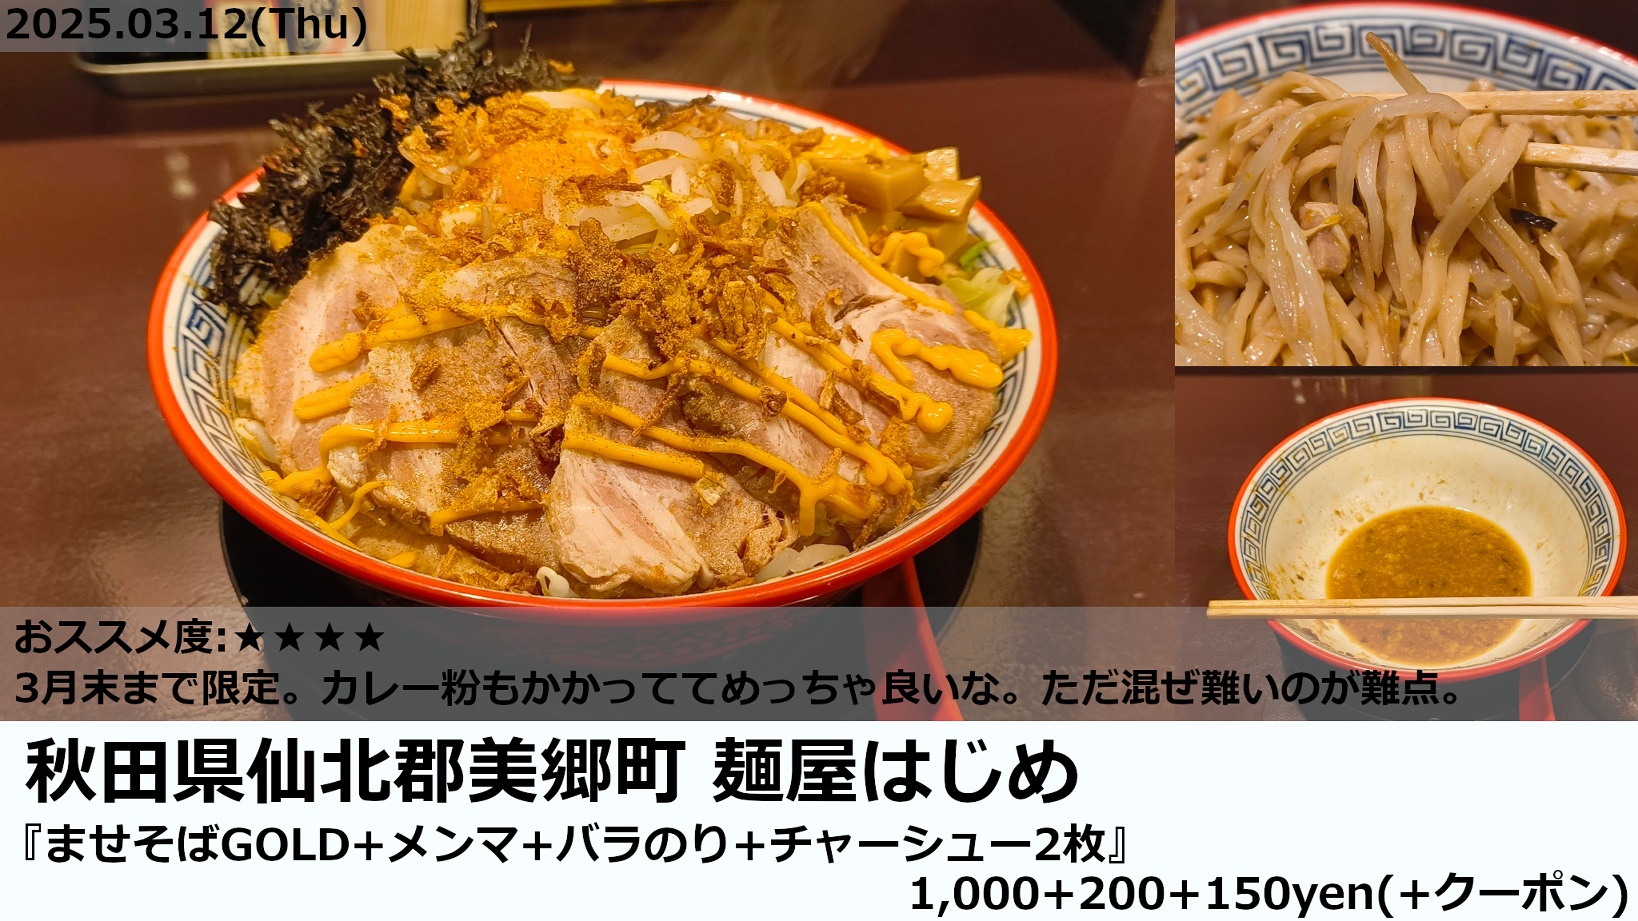 2025.03.12(Thu)
おススメ度:★★★★
3月末まで限定。カレー粉もかかっててめっちゃ良いな。ただ混ぜ難いのが難点。
秋田県仙北郡美郷町 麺屋はじめ
『ませそばGOLD+メンマ+バラのり+チャーシュー2枚』
1,000+200+150yen(+クーポン)